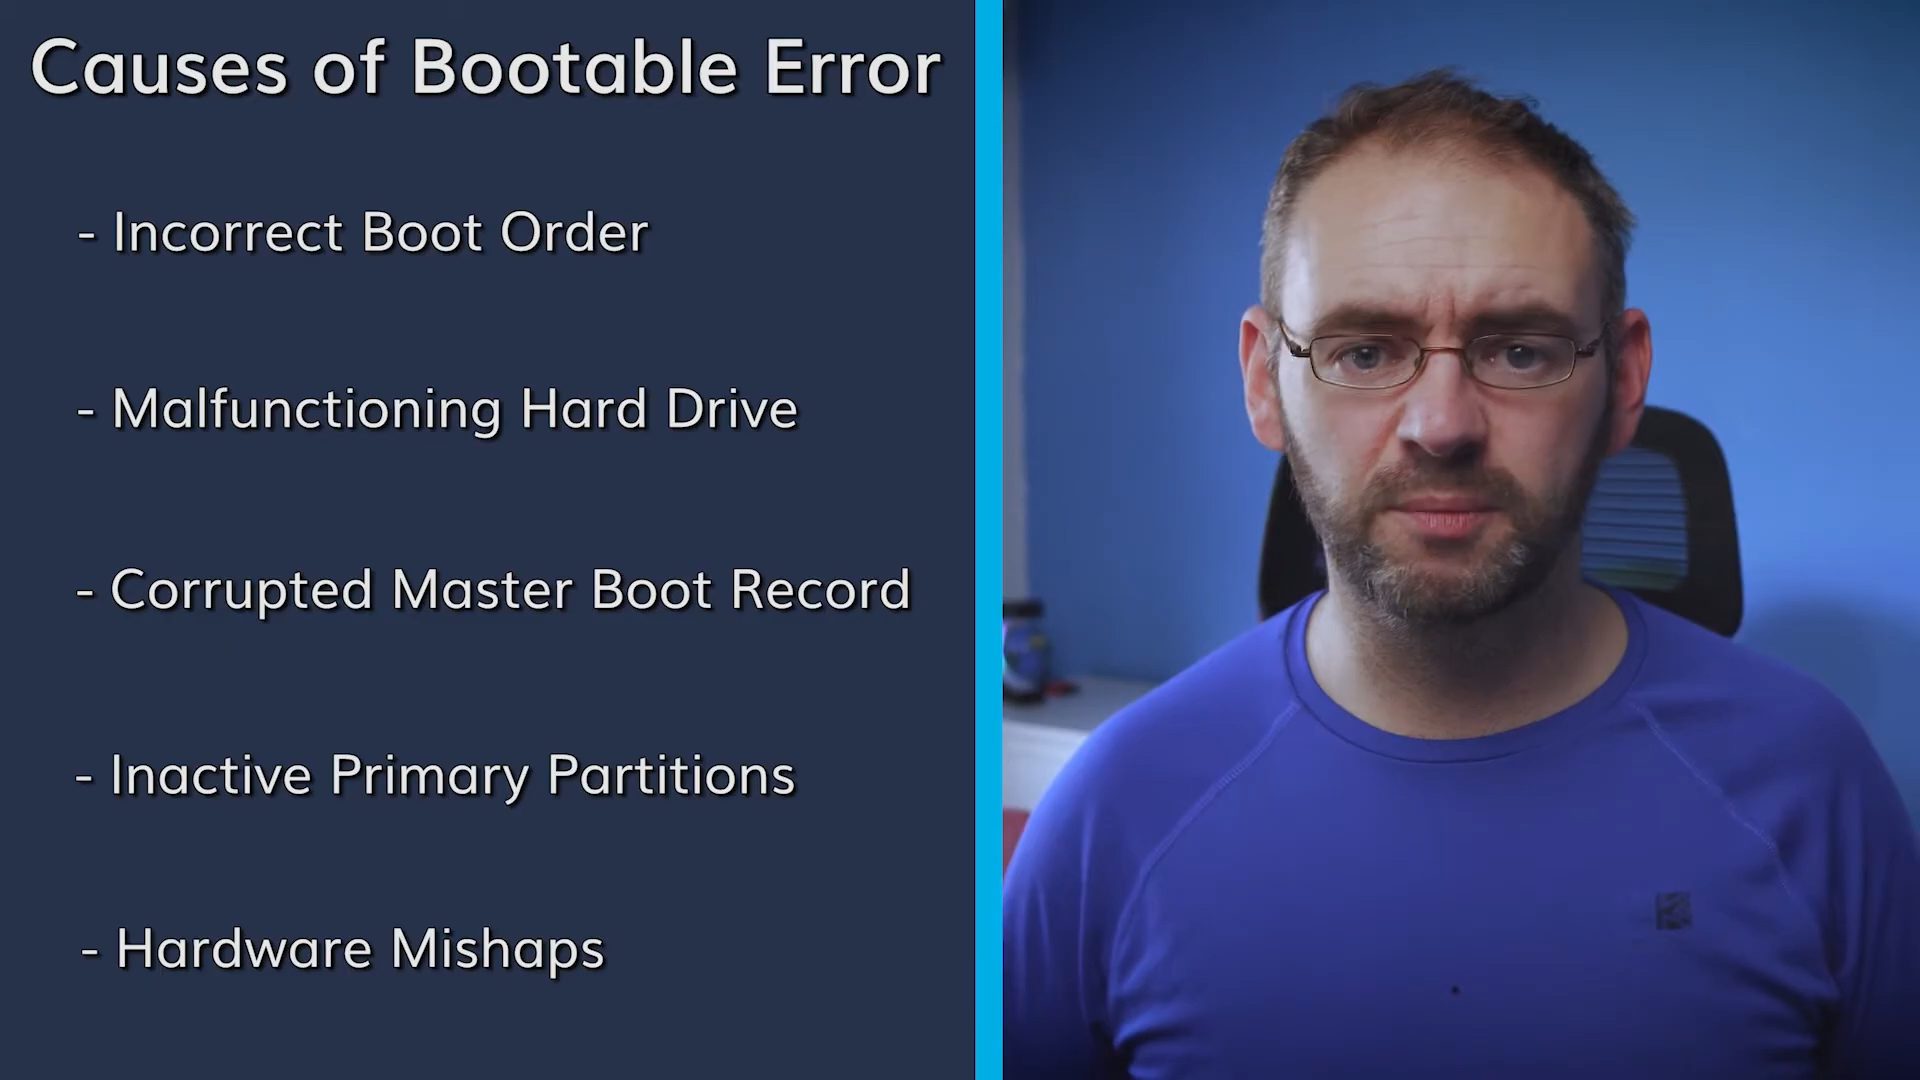 Causes of Bootable Error
- Incorrect Boot Order
- Malfunctioning Hard Drive
- Corrupted Master Boot Record
- Inactive Primary Partitions
- Hardware Mishaps